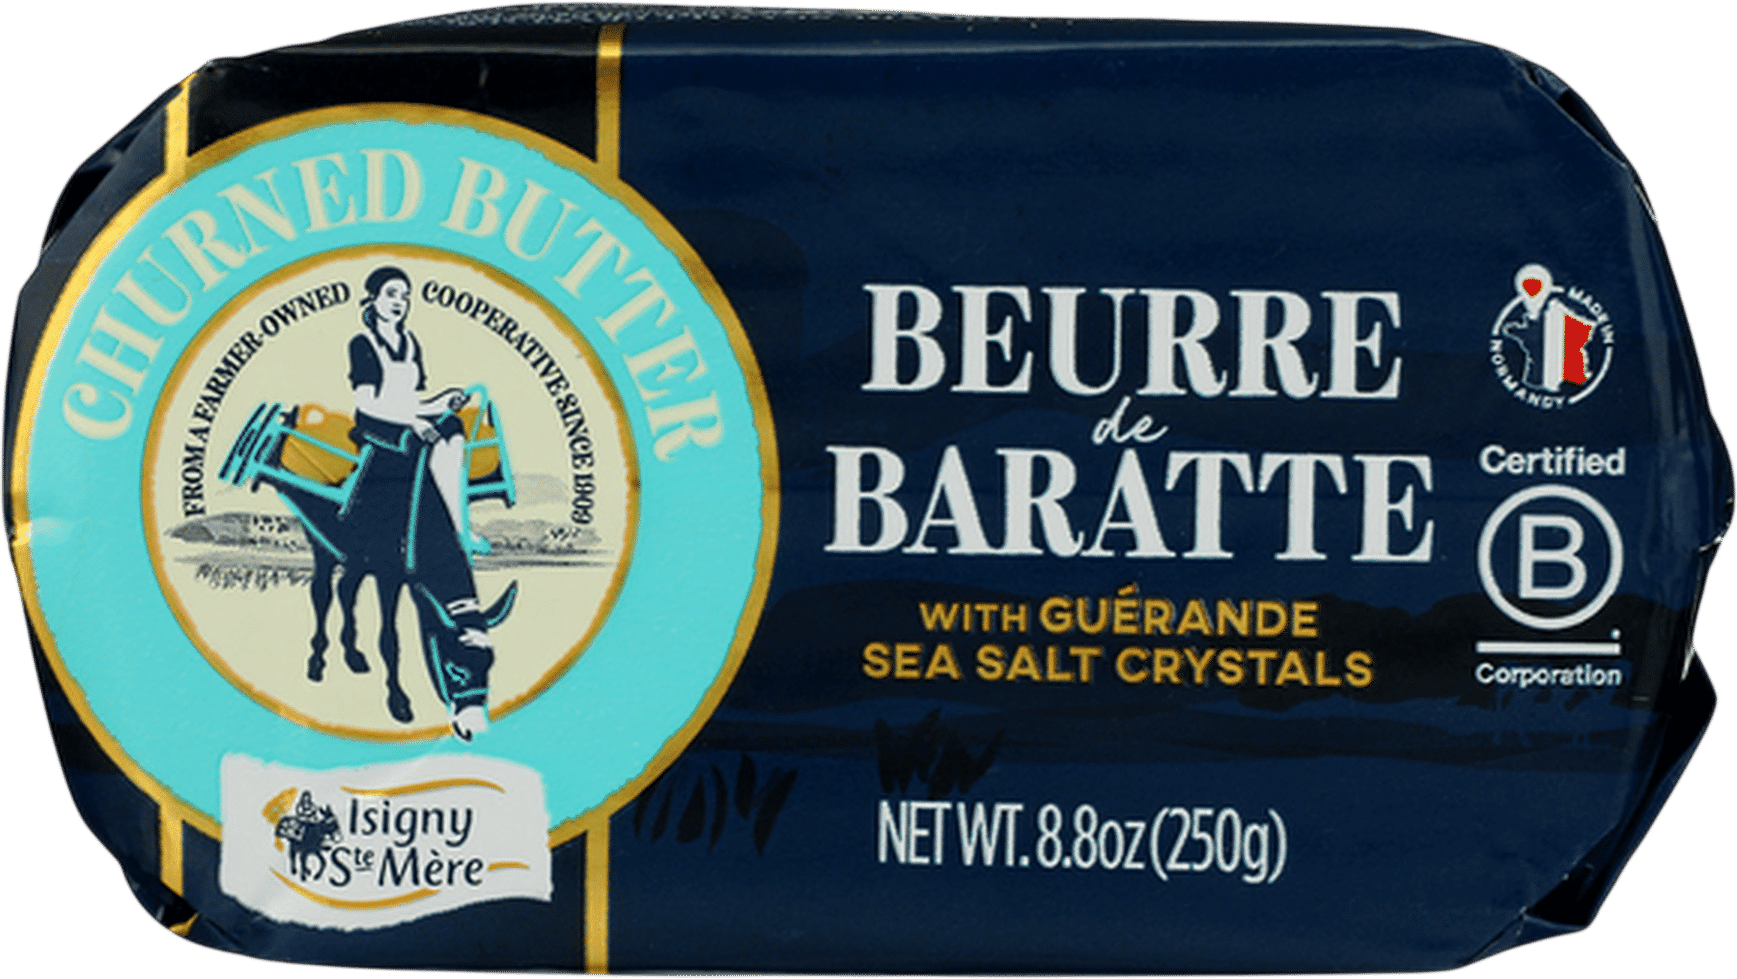 CHURNED BUTTER
FROM A FARMER-OWNED COOPERATIVE SINCE 1909
Isigny
Ste Mère
BEURRE
de
BARATTE
WITH GUÉRANDE
SEA SALT CRYSTALS
NET WT. 8.8oz (250g)
MADE IN
NORMANDY
Certified
B
Corporation